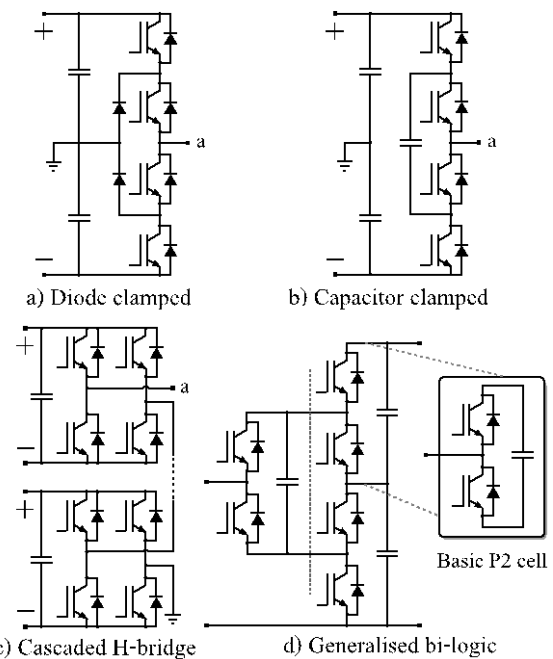 +
+
a
a
−
−
a) Diode clamped
b) Capacitor clamped
+
a
−
+
−
Basic P2 cell
c) Cascaded H-bridge
d) Generalised bi-logic